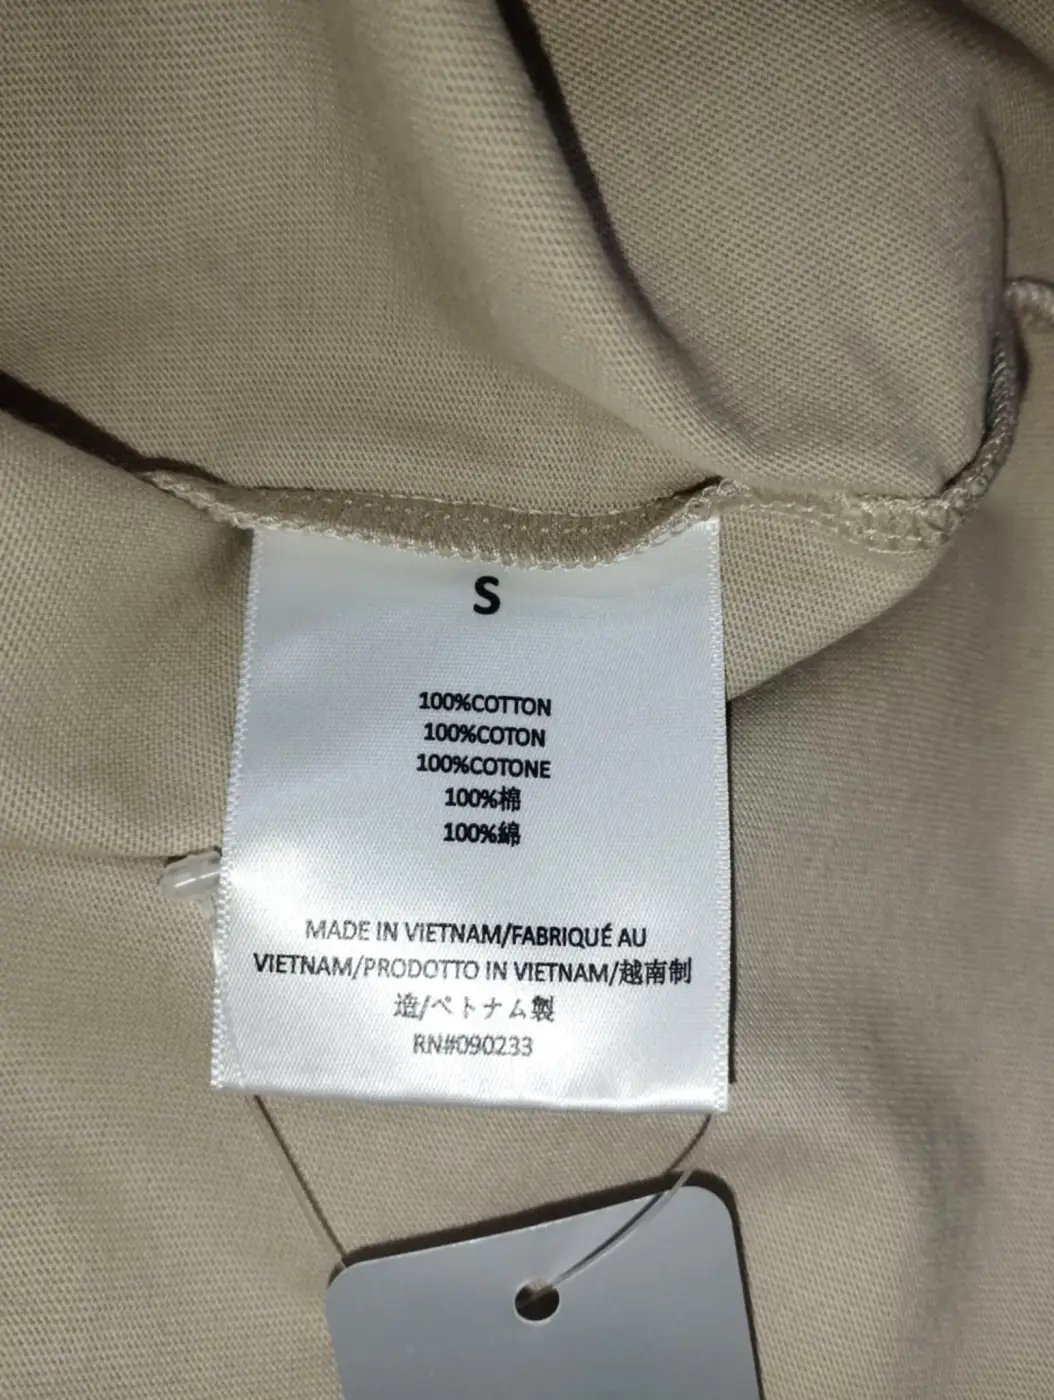 S
100%COTTON
100%COTON
100%COTONE
100%棉
100%綿
MADE IN VIETNAM/FABRIQUÉ AU
VIETNAM/PRODOTTO IN VIETNAM/越南制
造/ベトナム製
RN#090233